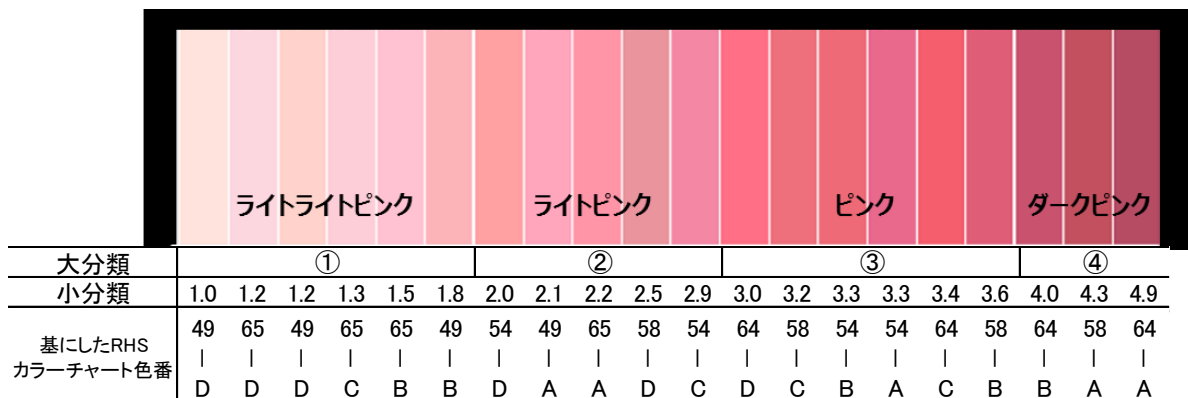 ライトライトピンク ライトピンク ピンク ダークピンク
大分類 ① ② ③ ④
小分類 1.0 1.2 1.2 1.3 1.5 1.8 2.0 2.1 2.2 2.5 2.9 3.0 3.2 3.3 3.3 3.4 3.6 4.0 4.3 4.9
基にしたRHS
カラーチャート色番
49 65 49 65 65 49 54 49 65 58 54 64 58 54 54 64 58 64 58 64
| | | | | | | | | | | | | | | | | | | |
D D D C B B D A A D C D C B A C B B A A